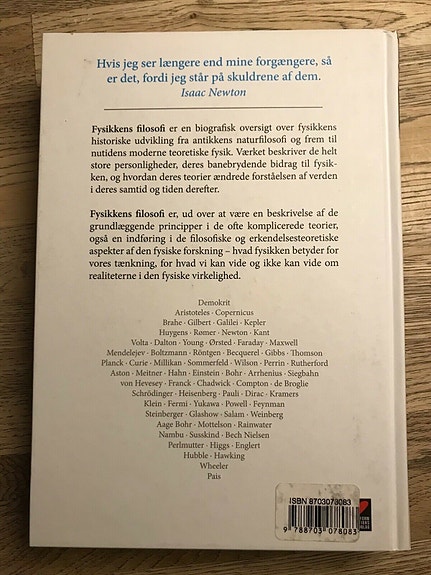 Hvis jeg ser længere end mine forgængere, så
er det, fordi jeg står på skuldrene af dem.
Isaac Newton
Fysikkens filosofi er en biografisk oversigt over fysikkens
historiske udvikling fra antikkens naturfilosofi og frem til
nutidens moderne teoretiske fysik. Værket beskriver de helt
store personligheder, deres banebrydende bidrag til fysik-
ken, og hvordan deres teorier ændrede forståelsen af verden
i deres samtid og tiden derefter.
Fysikkens filosofi er, ud over at være en beskrivelse af de
grundlæggende principper i de ofte komplicerede teorier,
også en indføring i de filosofiske og erkendelsesteoretiske
aspekter af den fysiske forskning – hvad fysikken betyder for
vores tænkning, for hvad vi kan vide og ikke kan vide om
realiteterne i den fysiske virkelighed.
Demokrit
Aristoteles · Copernicus
Brahe · Gilbert · Galilei · Kepler
Huygens · Rømer · Newton · Kant
Volta · Dalton · Young · Ørsted · Faraday · Maxwell
Mendelejev · Boltzmann · Röntgen · Becquerel · Gibbs · Thomson
Planck · Curie · Millikan · Sommerfeld · Wilson · Perrin · Rutherford
Aston · Meitner · Hahn · Einstein · Bohr · Arrhenius · Siegbahn
von Hevesey · Franck · Chadwick · Compton · de Broglie
Schrödinger · Heisenberg · Pauli · Dirac · Kramers
Klein · Fermi · Yukawa · Powell · Feynman
Steinberger · Glashow · Salam · Weinberg
Aage Bohr · Mottelson · Rainwater
Nambu · Susskind · Bech Nielsen
Perlmutter · Higgs · Englert
Hubble · Hawking
Wheeler
Pais
ISBN 8703078083
9 788703 078083